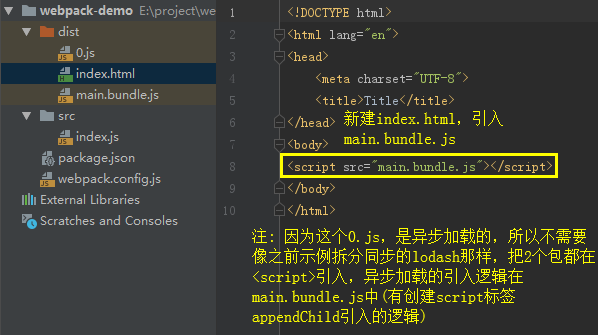 webpack-demo E:\project\we
dist
0.js
index.html
main.bundle.js
src
index.js
package.json
webpack.config.js
External Libraries
Scratches and Consoles
1 <!DOCTYPE html>
2 <html lang="en">
3 <head>
4 <meta charset="UTF-8">
5 <title>Title</title>
6 </head>
新建index.html，引入
main.bundle.js
7 <body>
8 <script src="main.bundle.js"></script>
9 </body>
10 </html>
注: 因为这个0.js，是异步加载的，所以不需要
像之前示例拆分同步的lodash那样，把2个包都在
<script>引入，异步加载的引入逻辑在
main.bundle.js中(有创建script标签
appendChild引入的逻辑)